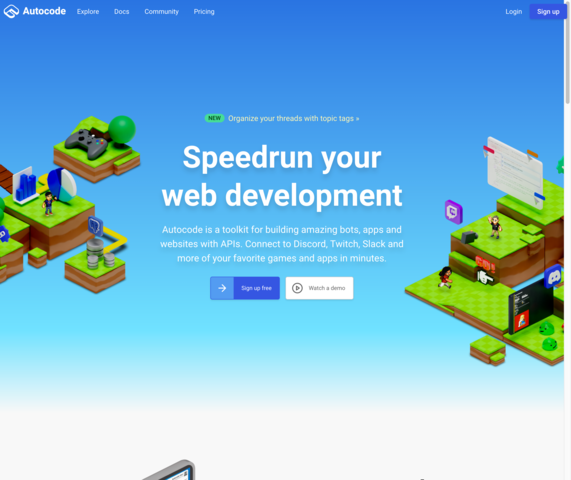 Autocode
Explore
Docs
Community
Pricing
Login
Sign up
NEW Organize your threads with topic tags »
Speedrun your
web development
Autocode is a toolkit for building amazing bots, apps and
websites with APIs. Connect to Discord, Twitch, Slack and
more of your favorite games and apps in minutes.
Sign up free
Watch a demo